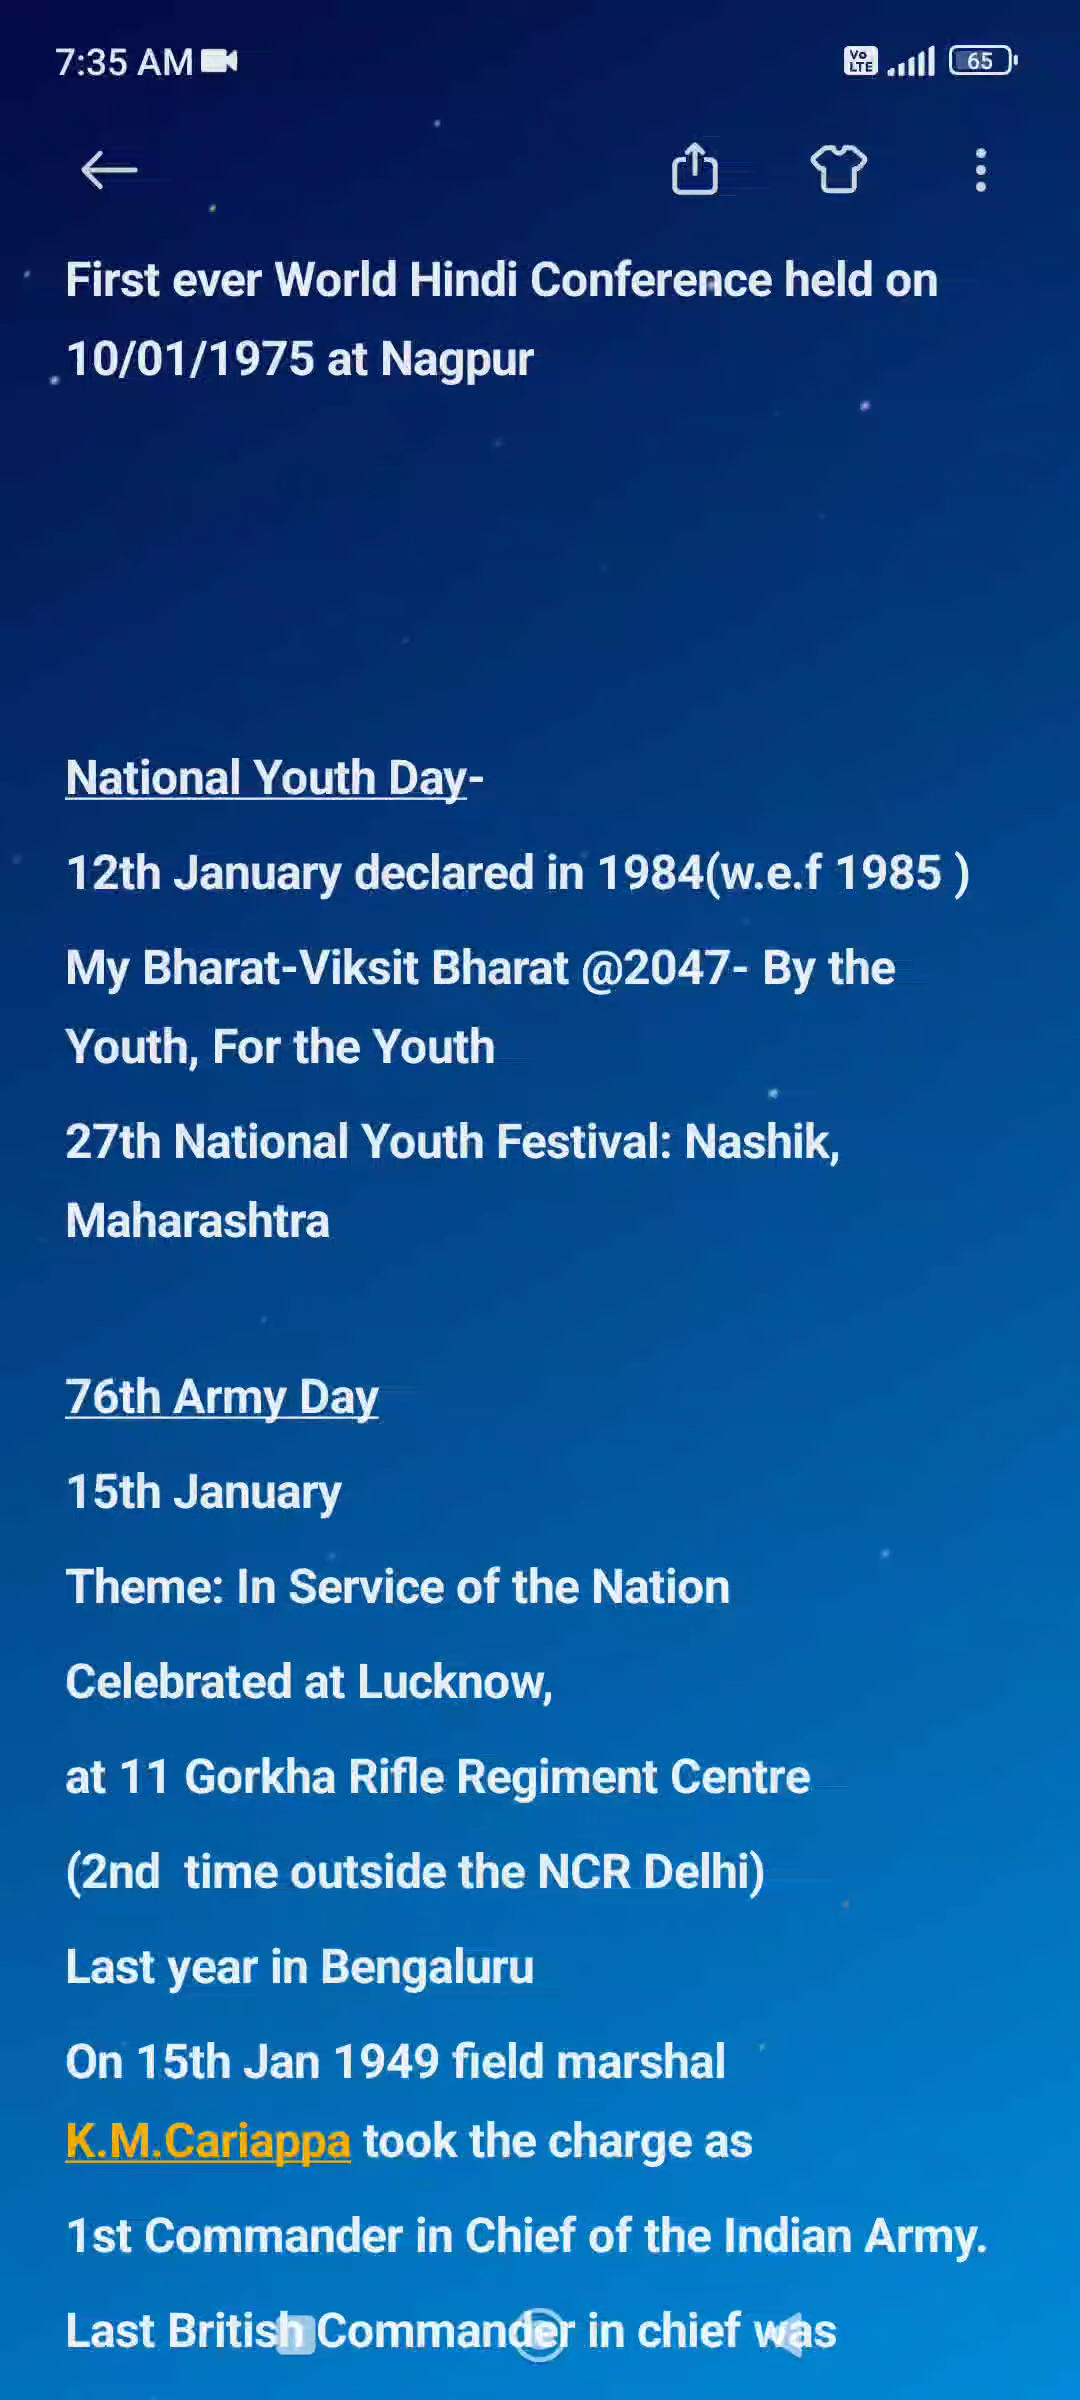 7:35 AM
Vo LTE
65
First ever World Hindi Conference held on
10/01/1975 at Nagpur
National Youth Day-
12th January declared in 1984(w.e.f 1985 )
My Bharat-Viksit Bharat @2047- By the
Youth, For the Youth
27th National Youth Festival: Nashik,
Maharashtra
76th Army Day
15th January
Theme: In Service of the Nation
Celebrated at Lucknow,
at 11 Gorkha Rifle Regiment Centre
(2nd  time outside the NCR Delhi)
Last year in Bengaluru
On 15th Jan 1949 field marshal
K.M.Cariappa took the charge as
1st Commander in Chief of the Indian Army.
Last British Commander in chief was